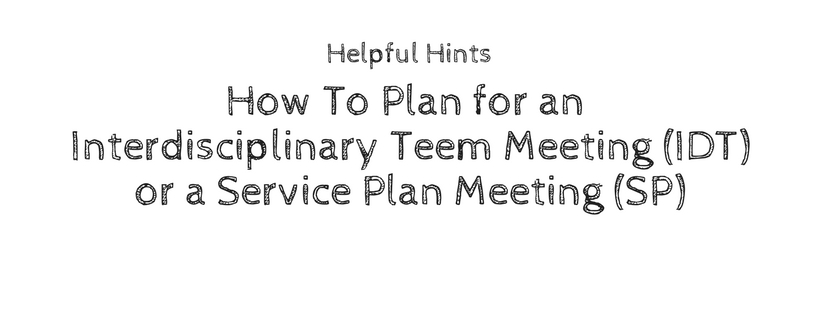 Helpful Hints
How To Plan for an
Interdisciplinary Teem Meeting (IDT)
or a Service Plan Meeting (SP)